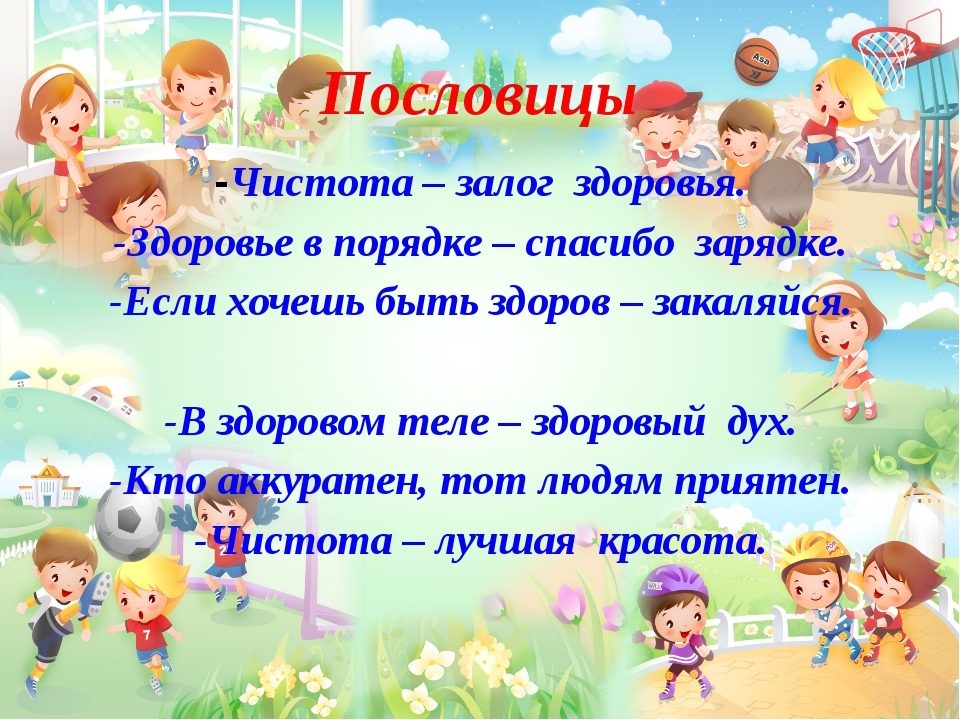 Пословицы
-Чистота – залог здоровья.
-Здоровье в порядке – спасибо зарядке.
-Если хочешь быть здоров – закаляйся.
-В здоровом теле – здоровый дух.
-Кто аккуратен, тот людям приятен.
-Чистота – лучшая красота.
Asa
7